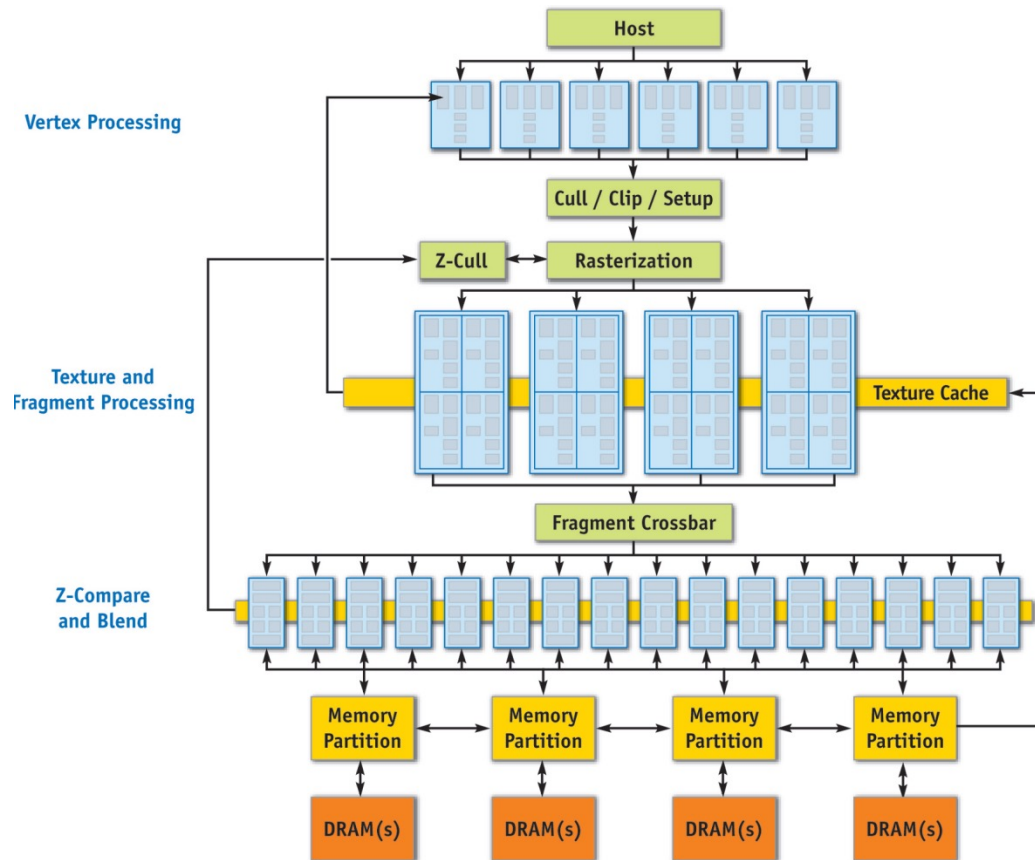 Host
Vertex Processing
Cull / Clip / Setup
Z-Cull
Rasterization
Texture and
Fragment Processing
Texture Cache
Fragment Crossbar
Z-Compare
and Blend
Memory
Partition
Memory
Partition
Memory
Partition
Memory
Partition
DRAM(s)
DRAM(s)
DRAM(s)
DRAM(s)